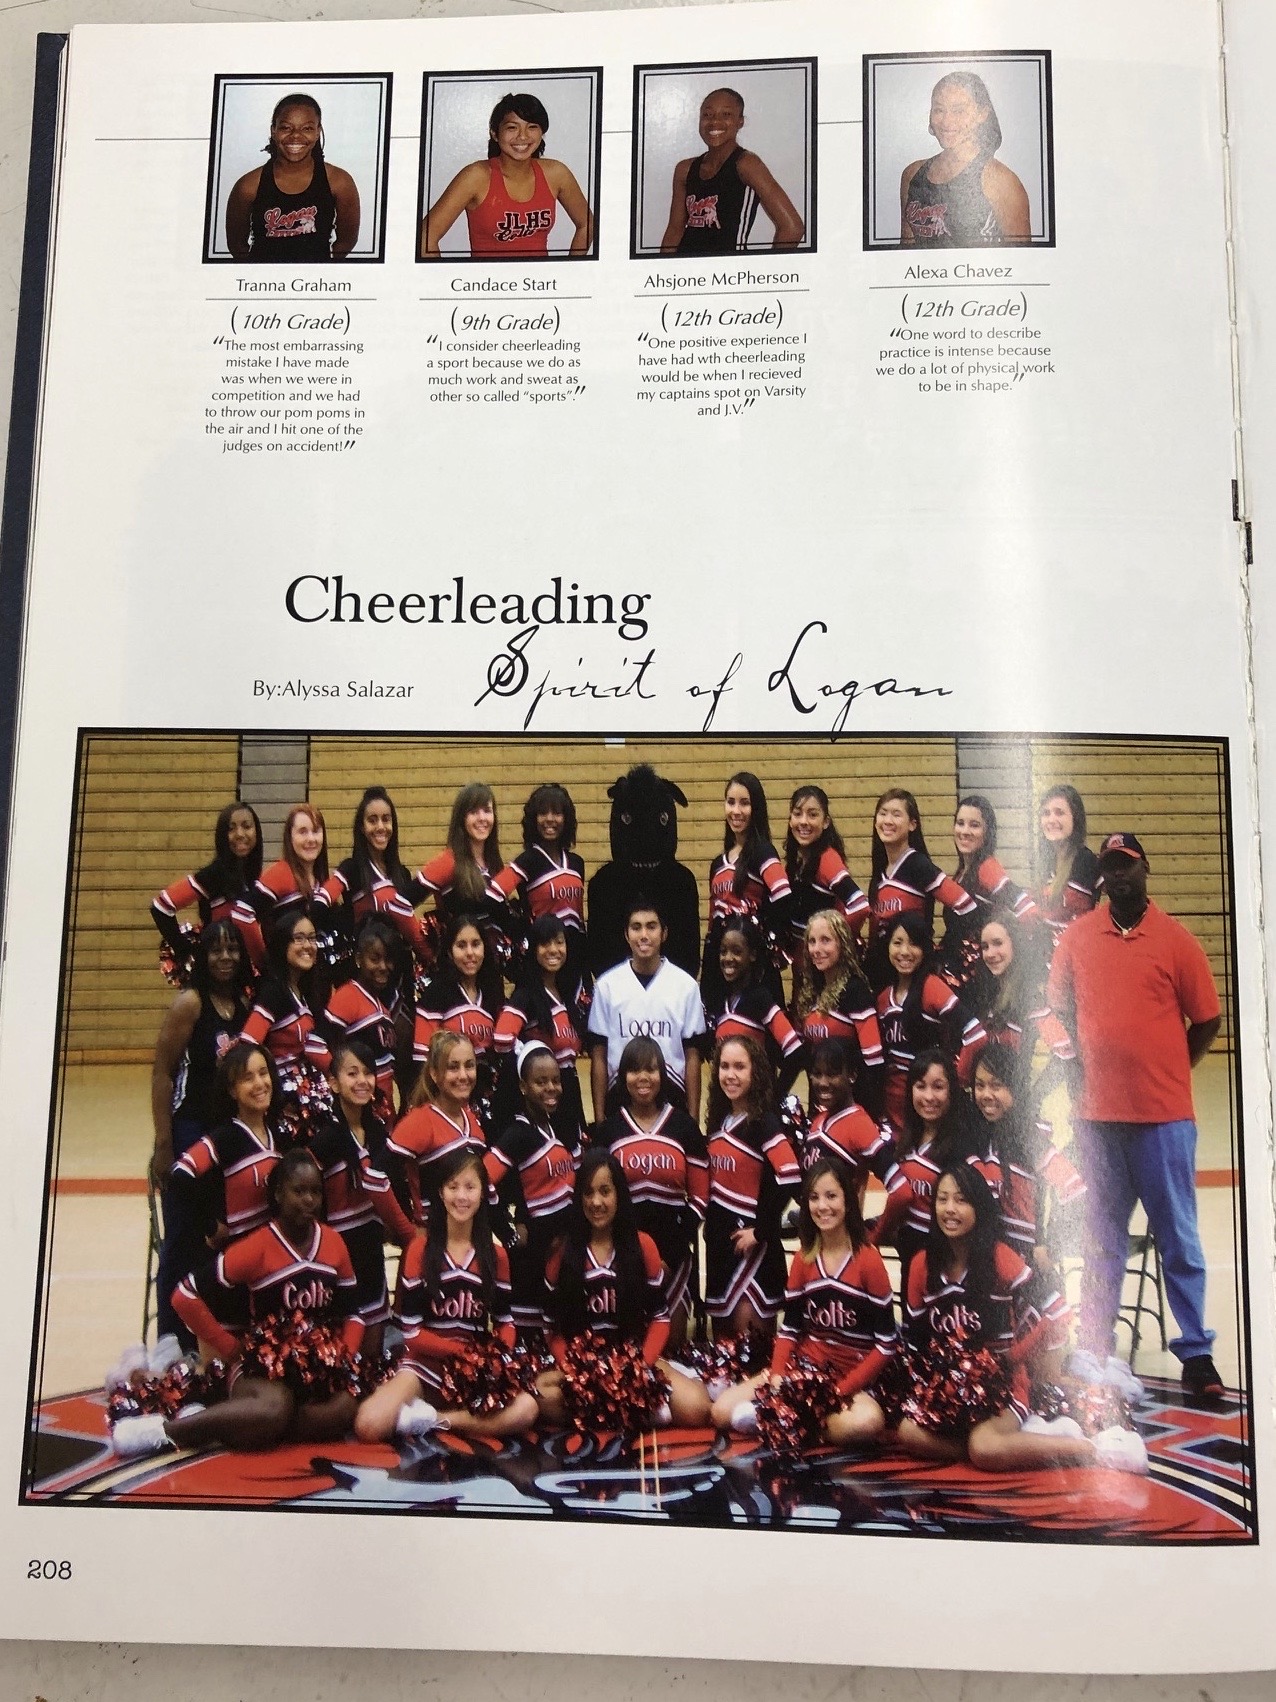 Logan
JLHS
Colts
Logan
Logan
Tranna Graham
(10th Grade)
"The most embarrassing
mistake I have made
was when we were in
competition and we had
to throw our pom poms in
the air and I hit one of the
judges on accident!"
Candace Start
(9th Grade)
"I consider cheerleading
a sport because we do as
much work and sweat as
other so called "sports"."
Ahsjone McPherson
(12th Grade)
"One positive experience I
have had wth cheerleading
would be when I recieved
my captains spot on Varsity
and J.V."
Alexa Chavez
(12th Grade)
"One word to describe
practice is intense because
we do a lot of physical work
to be in shape."
Cheerleading
Spirit of Logan
By:Alyssa Salazar
Logan
Logan
Logan
Colts
Colts
Colts
Colts
208